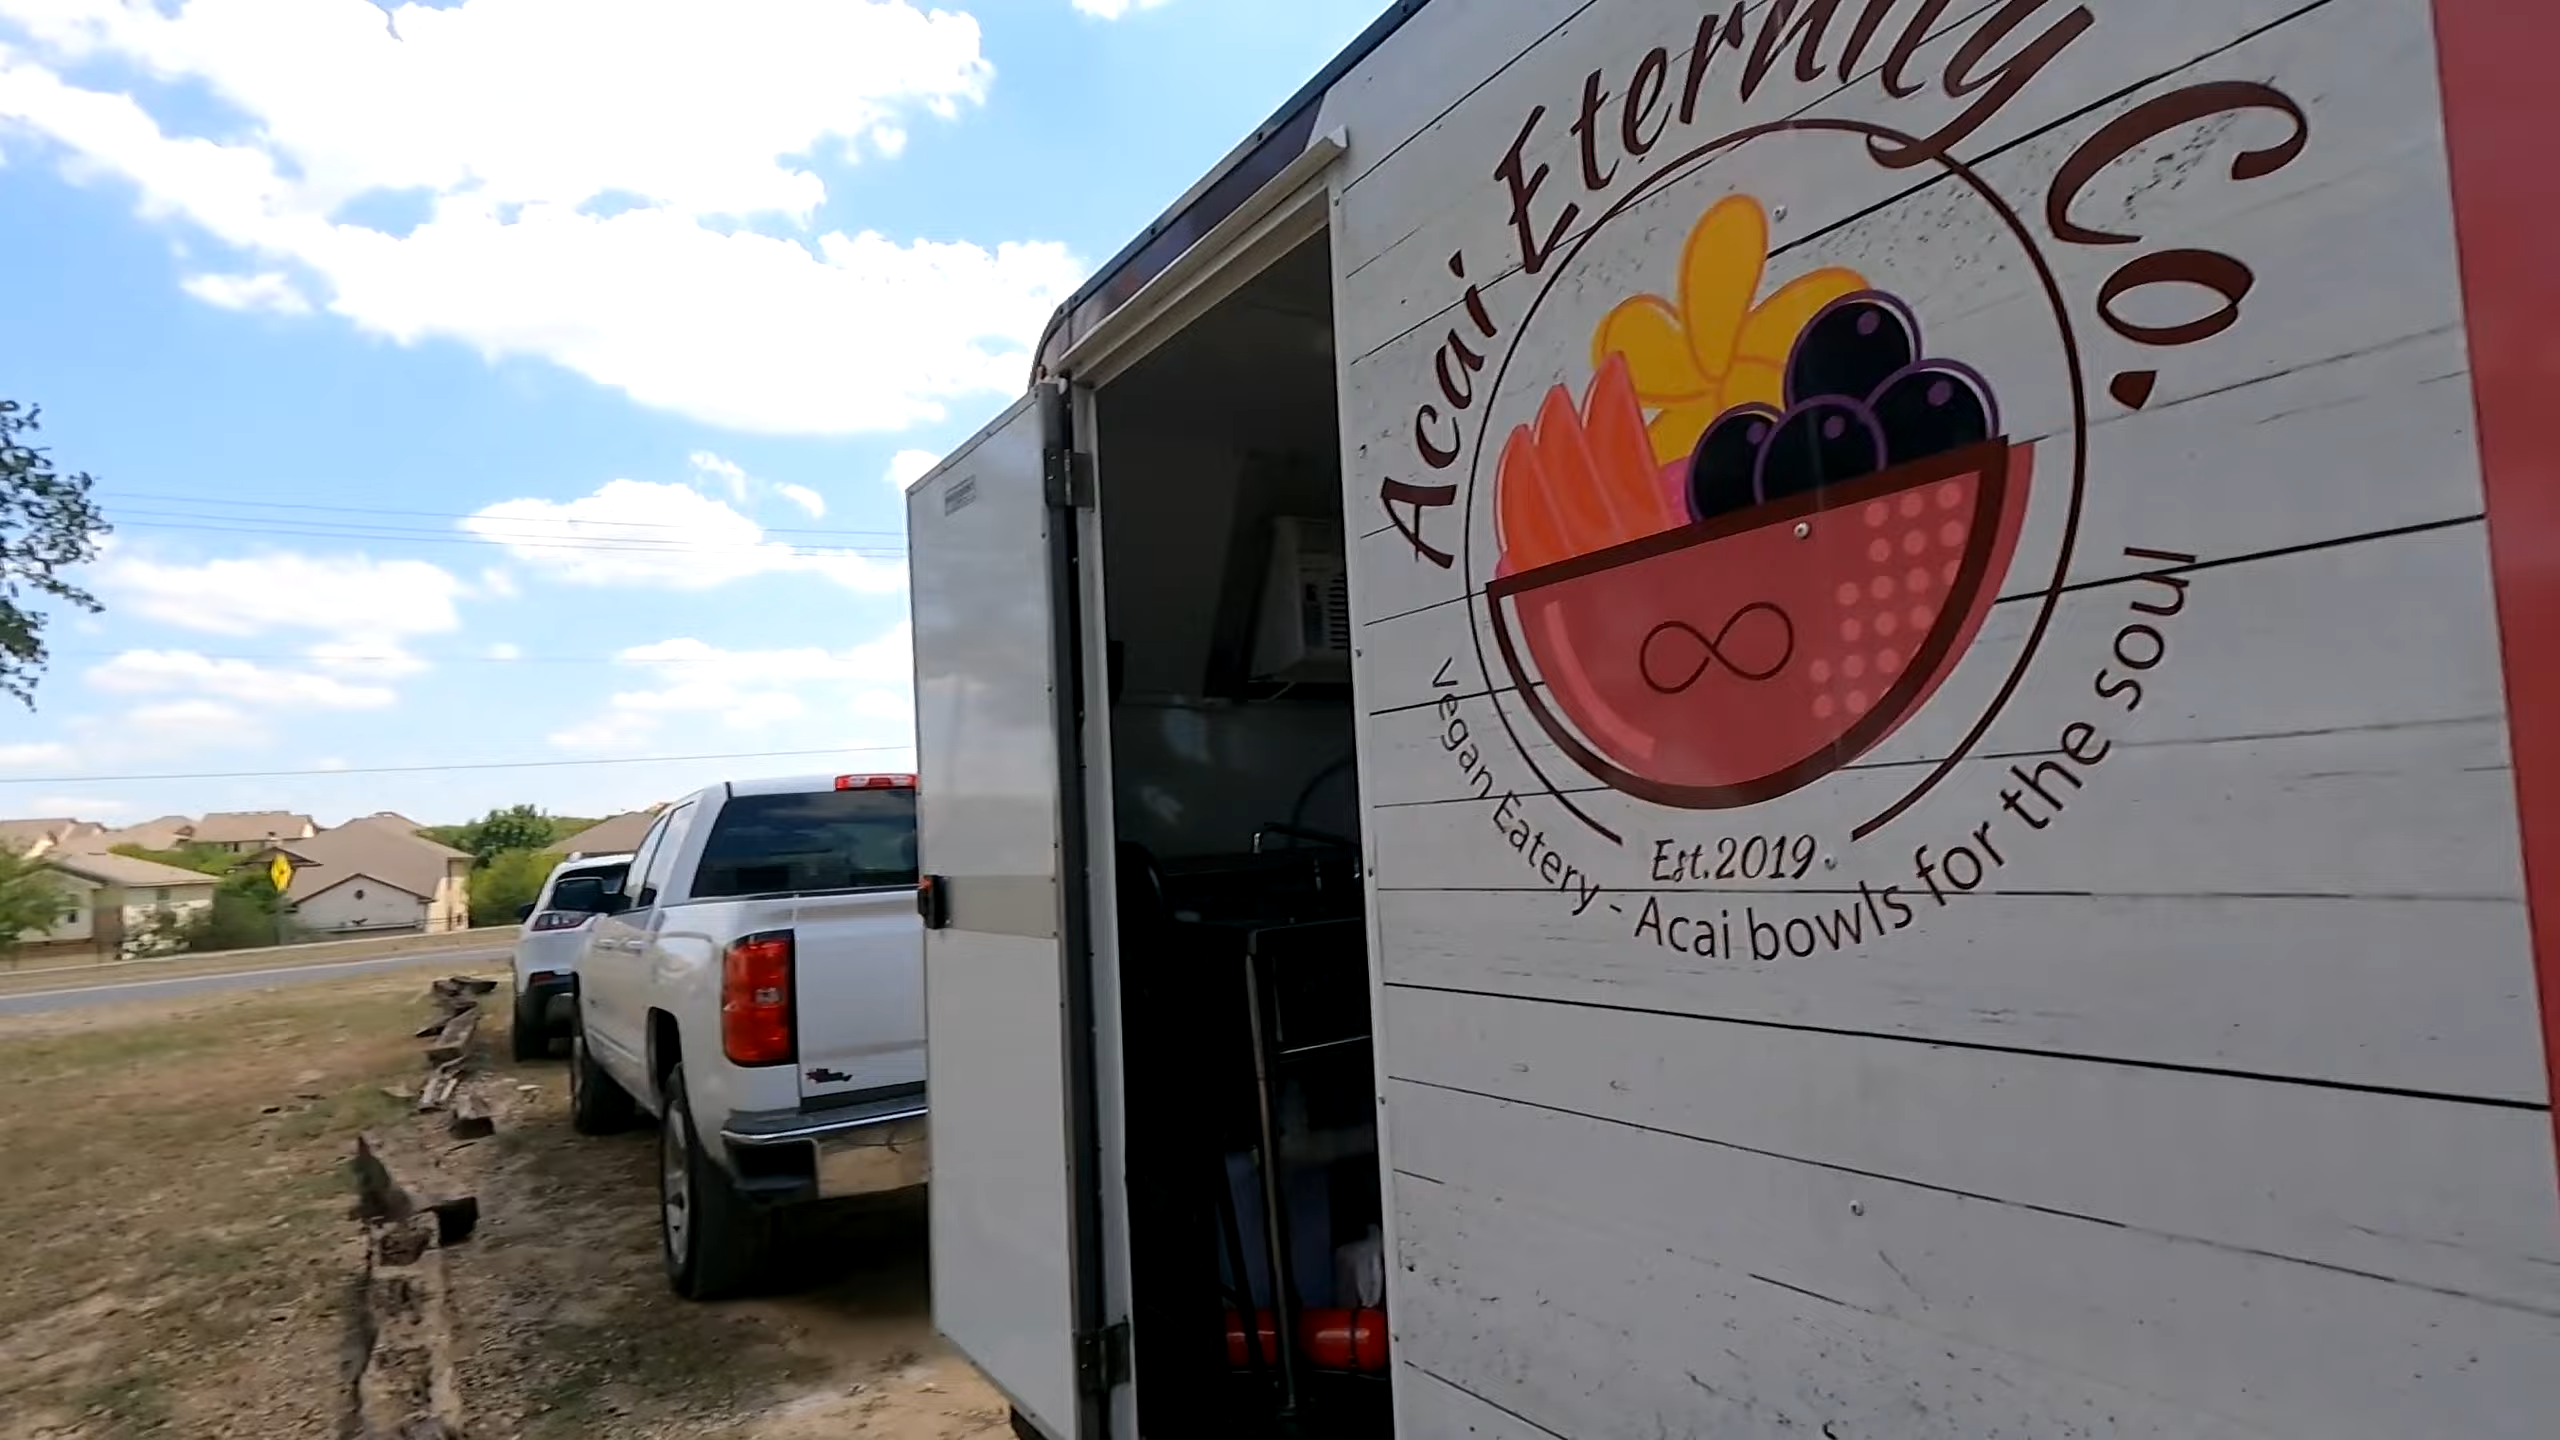 Acai Eternity Co.
Est.2019
vegan Eatery - Acai bowls for the soul